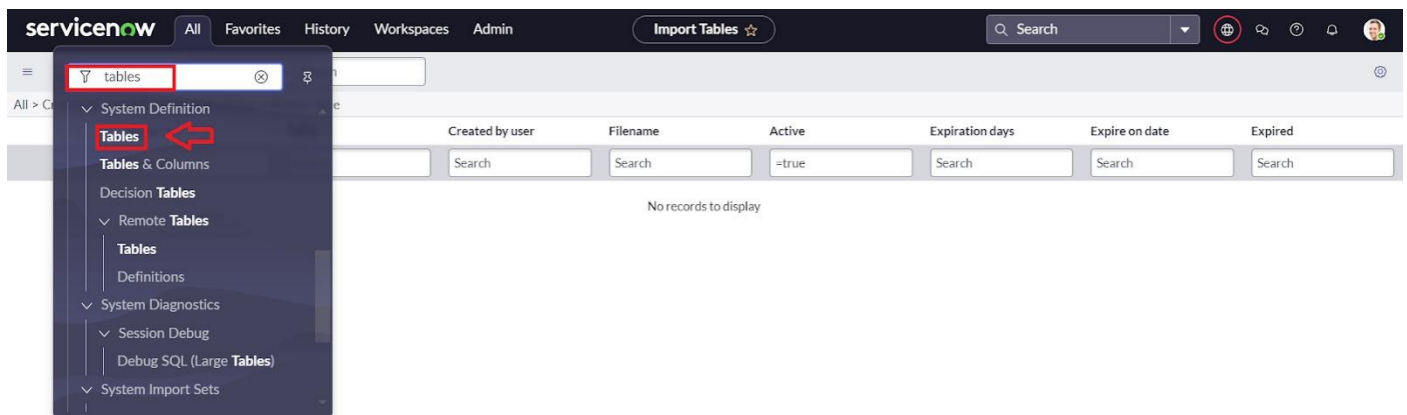 servicenow All Favorites History Workspaces Admin Import Tables Search
tables
All > 
System Definition
Tables
Created by user Filename Active Expiration days Expire on date Expired
Tables & Columns
Search Search =true Search Search Search
Decision Tables
No records to display
Remote Tables
Tables
Definitions
System Diagnostics
Session Debug
Debug SQL (Large Tables)
System Import Sets